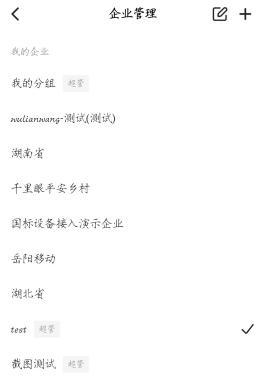 企业管理
我的企业
我的分组 超管
wulianwang-测试(测试)
湖南省
千里眼平安乡村
国标设备接入演示企业
岳阳移动
湖北省
test 超管
截图测试 超管